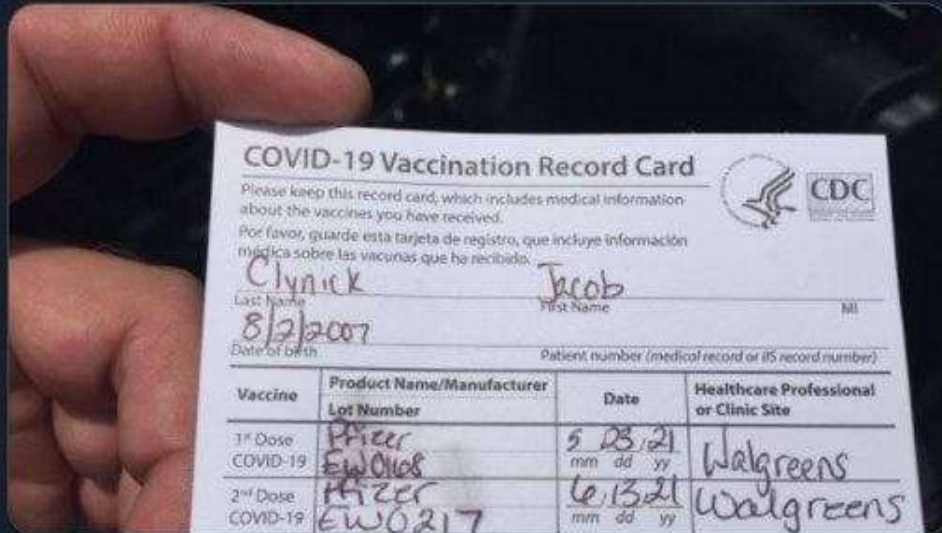 COVID-19 Vaccination Record Card
CDC
Please keep this record card, which includes medical information
about the vaccines you have received.
Por favor, guarde esta tarjeta de registro, que incluye información
médica sobre las vacunas que ha recibido.
Clynick Jacob
Last Name First Name MI
8/2/2007
Date of birth Patient number (medical record or IIS record number)
Vaccine Product Name/Manufacturer Date Healthcare Professional
Lot Number or Clinic Site
1st Dose Pfizer 5 23 21 Walgreens
COVID-19 EW0168 mm dd yy
2nd Dose Pfizer 6 13 21 Walgreens
COVID-19 EW0217 mm dd yy